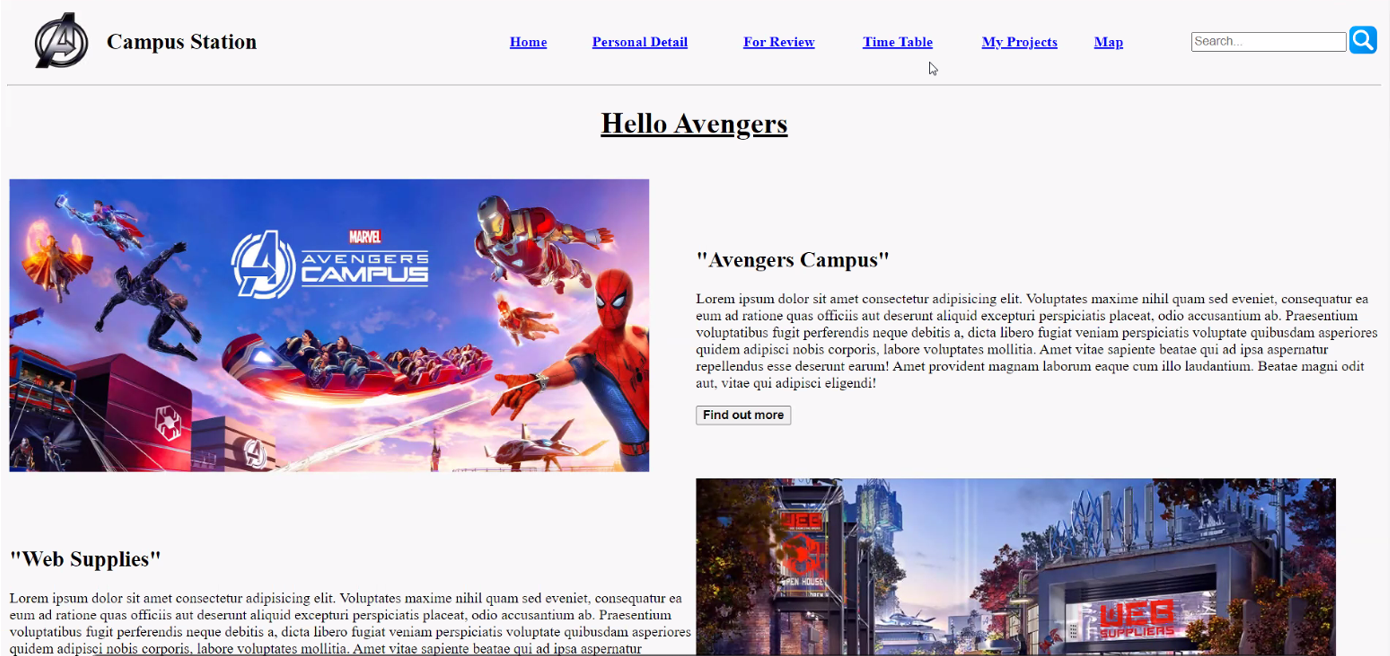 Campus Station
Home Personal Detail For Review Time Table My Projects Map
Search...
Hello Avengers
MARVEL
AVENGERS
CAMPUS
"Avengers Campus"
Lorem ipsum dolor sit amet consectetur adipisicing elit. Voluptates maxime nihil quam sed eveniet, consequatur ea
eum ad ratione quas officiis aut deserunt aliquid excepturi perspiciatis placeat, odio accusantium ab. Praesentium
voluptatibus fugit perferendis neque debitis a, dicta libero fugiat veniam perspiciatis voluptate quibusdam asperiores
quidem adipisci nobis corporis, labore voluptates mollitia. Amet vitae sapiente beatae qui ad ipsa aspernatur
repellendus esse deserunt earum! Amet provident magnam laborum eaque cum illo laudantium. Beatae magni odit
aut, vitae qui adipisci eligendi!
Find out more
"Web Supplies"
Lorem ipsum dolor sit amet consectetur adipisicing elit. Voluptates maxime nihil quam sed eveniet, consequatur ea
eum ad ratione quas officiis aut deserunt aliquid excepturi perspiciatis placeat, odio accusantium ab. Praesentium
voluptatibus fugit perferendis neque debitis a, dicta libero fugiat veniam perspiciatis voluptate quibusdam asperiores
quidem adipisci nobis corporis, labore voluptates mollitia. Amet vitae sapiente beatae qui ad ipsa aspernatur
WEB
OPEN HOUSE
WEB
SUPPLIERS